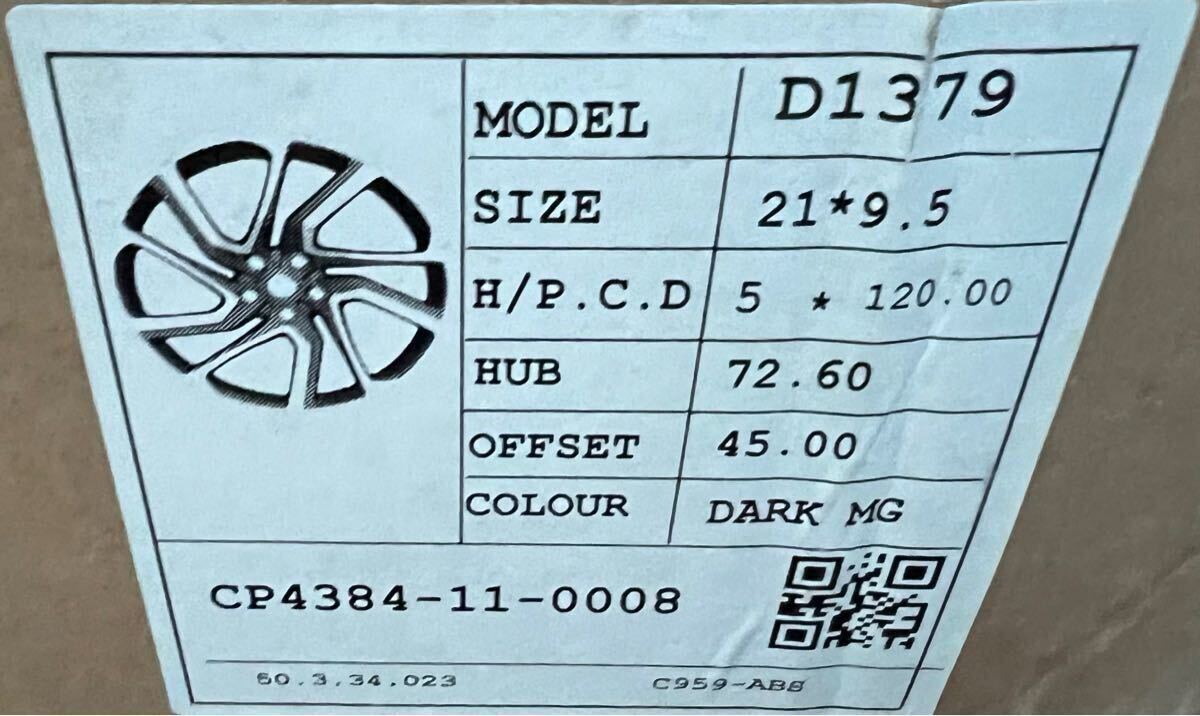 MODEL D1379
SIZE 21*9.5
H/P.C.D 5 * 120.00
HUB 72.60
OFFSET 45.00
COLOUR DARK MG
CP4384-11-0008
60.3.34.023 C959-ABS